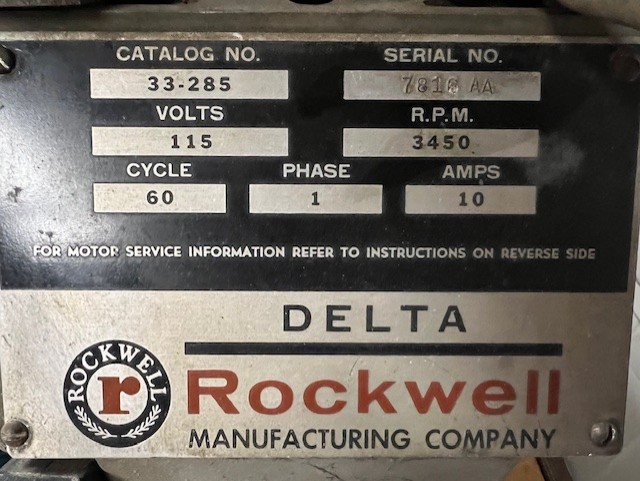 CATALOG NO. SERIAL NO.
33-285 7816 AA
VOLTS R.P.M.
115 3450
CYCLE PHASE AMPS
60 1 10
FOR MOTOR SERVICE INFORMATION REFER TO INSTRUCTIONS ON REVERSE SIDE
DELTA
ROCKWELL
r
Rockwell
MANUFACTURING COMPANY